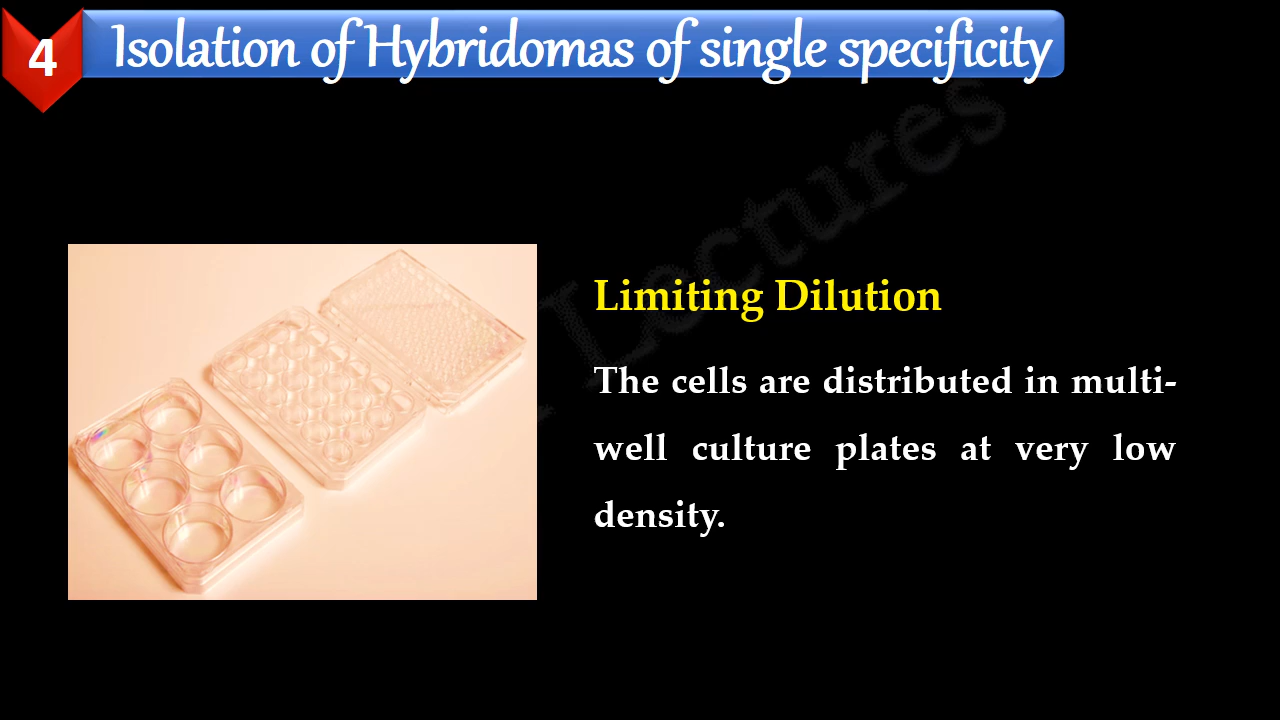 4
Isolation of Hybridomas of single specificity
Lectures
Limiting Dilution
The cells are distributed in multi-
well culture plates at very low
density.